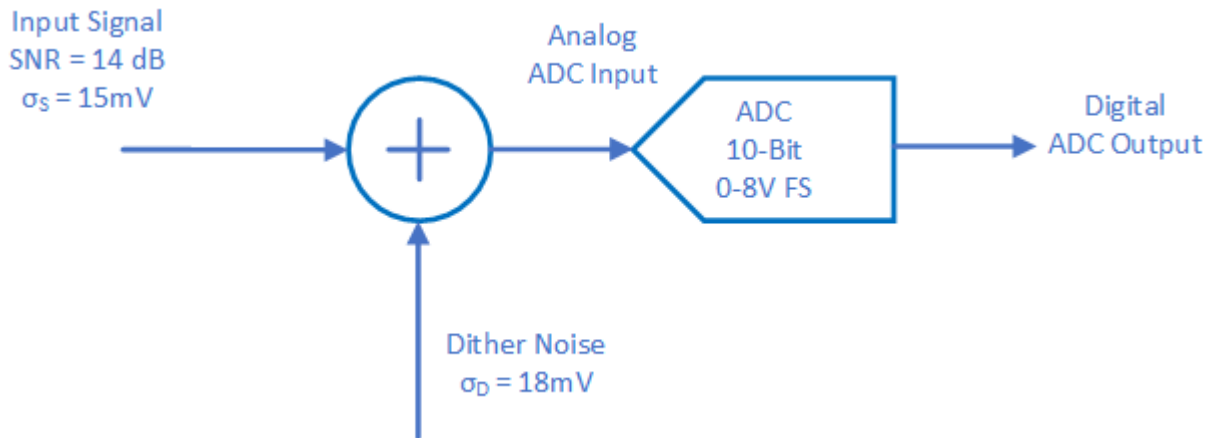 Input Signal
SNR = 14 dB
σS = 15mV
Analog
ADC Input
ADC
10-Bit
0-8V FS
Digital
ADC Output
Dither Noise
σD = 18mV